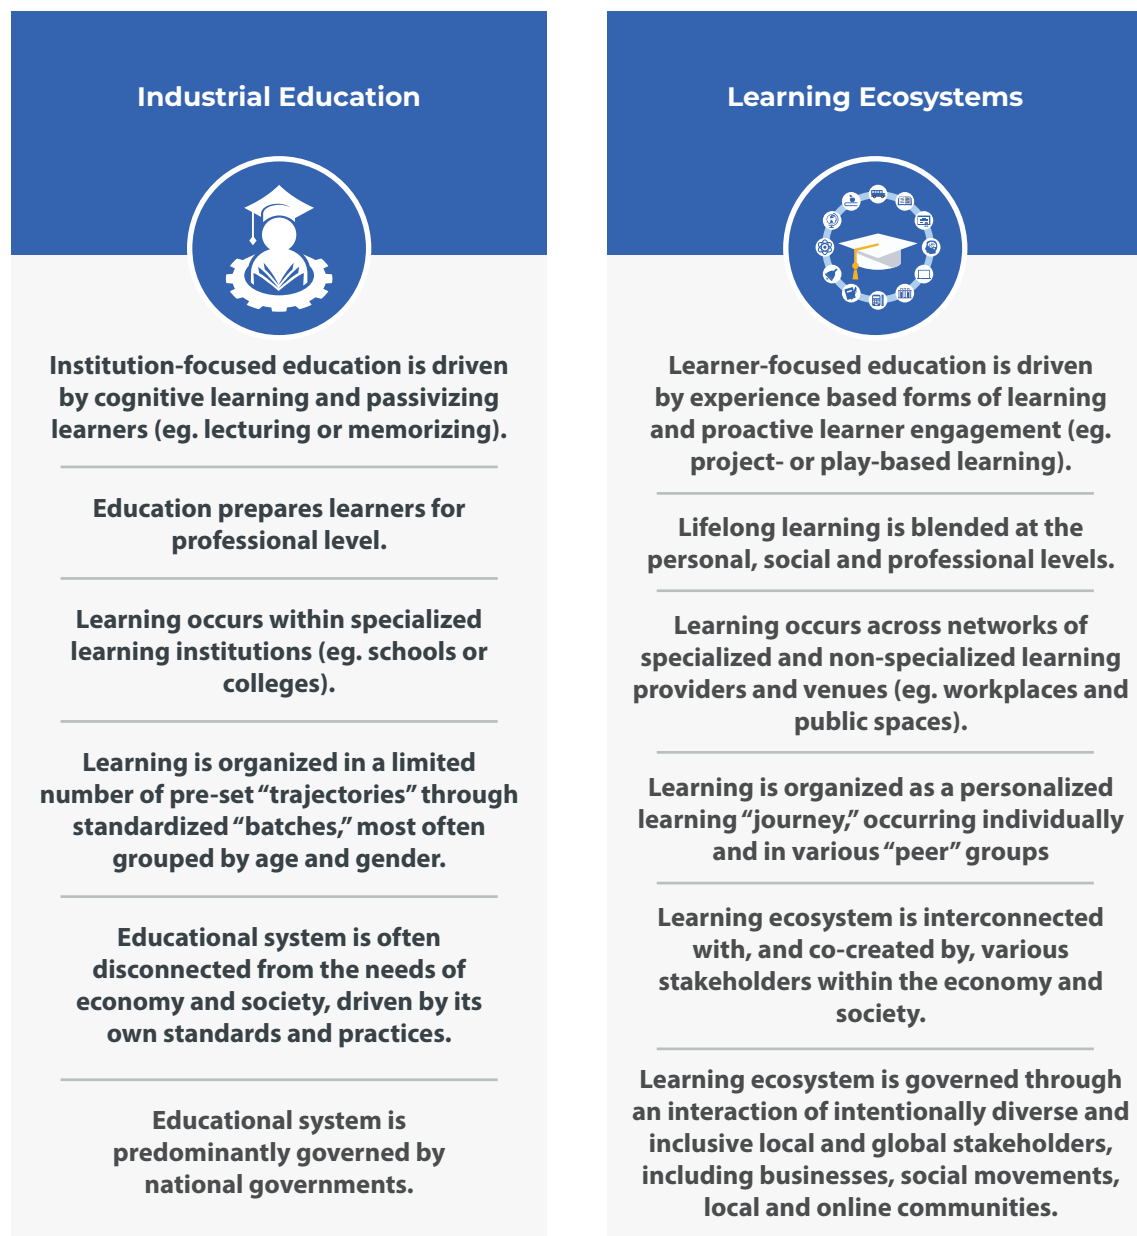 Industrial Education
Institution-focused education is driven
by cognitive learning and passivizing
learners (eg. lecturing or memorizing).
Education prepares learners for
professional level.
Learning occurs within specialized
learning institutions (eg. schools or
colleges).
Learning is organized in a limited
number of pre-set “trajectories” through
standardized “batches,” most often
grouped by age and gender.
Educational system is often
disconnected from the needs of
economy and society, driven by its
own standards and practices.
Educational system is
predominantly governed by
national governments.
Learning Ecosystems
Learner-focused education is driven
by experience based forms of learning
and proactive learner engagement (eg.
project- or play-based learning).
Lifelong learning is blended at the
personal, social and professional levels.
Learning occurs across networks of
specialized and non-specialized learning
providers and venues (eg. workplaces and
public spaces).
Learning is organized as a personalized
learning “journey,” occurring individually
and in various “peer” groups
Learning ecosystem is interconnected
with, and co-created by, various
stakeholders within the economy and
society.
Learning ecosystem is governed through
an interaction of intentionally diverse and
inclusive local and global stakeholders,
including businesses, social movements,
local and online communities.